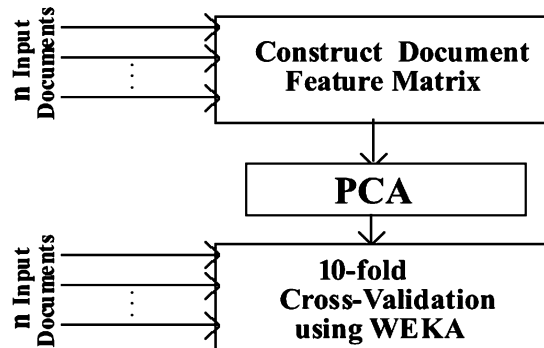 n Input
Documents
Construct Document
Feature Matrix
PCA
n Input
Documents
10-fold
Cross-Validation
using WEKA